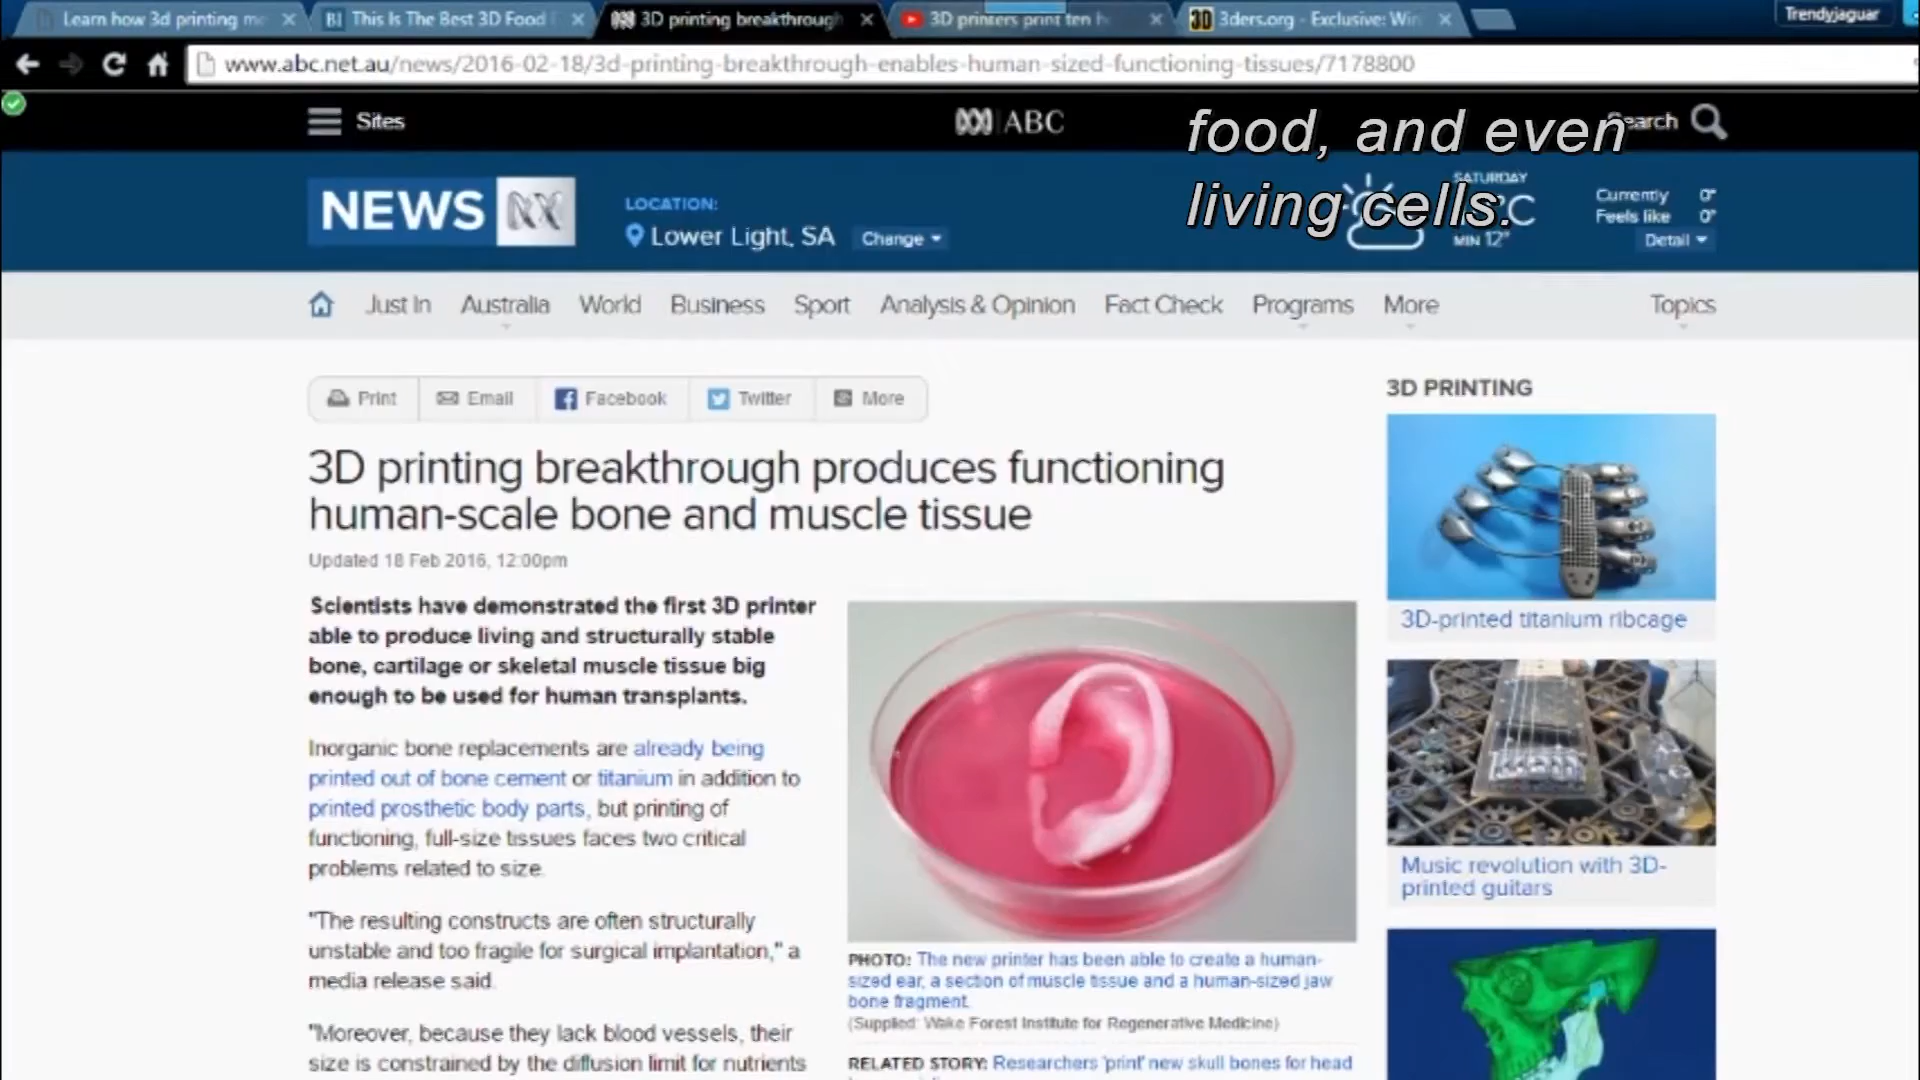 Learn how 3d printing me
This Is The Best 3D Food
3D printing breakthrough
3D printers print ten h
3ders.org - Exclusive: Win
Trendyjaguar
www.abc.net.au/news/2016-02-18/3d-printing-breakthrough-enables-human-sized-functioning-tissues/7178800
Sites
ABC
Search
food, and even
living cells.
NEWS
LOCATION:
Lower Light, SA
Change
SATURDAY
MIN 12°
Currently 0°
Feels like 0°
Detail
Just In Australia World Business Sport Analysis & Opinion Fact Check Programs More Topics
Print Email Facebook Twitter More
3D printing breakthrough produces functioning
human-scale bone and muscle tissue
Updated 18 Feb 2016, 12:00pm
Scientists have demonstrated the first 3D printer
able to produce living and structurally stable
bone, cartilage or skeletal muscle tissue big
enough to be used for human transplants.
Inorganic bone replacements are already being
printed out of bone cement or titanium in addition to
printed prosthetic body parts, but printing of
functioning, full-size tissues faces two critical
problems related to size.
"The resulting constructs are often structurally
unstable and too fragile for surgical implantation," a
media release said.
"Moreover, because they lack blood vessels, their
size is constrained by the diffusion limit for nutrients
PHOTO: The new printer has been able to create a human-
sized ear, a section of muscle tissue and a human-sized jaw
bone fragment.
(Supplied: Wake Forest Institute for Regenerative Medicine)
RELATED STORY: Researchers 'print' new skull bones for head
3D PRINTING
3D-printed titanium ribcage
Music revolution with 3D-
printed guitars